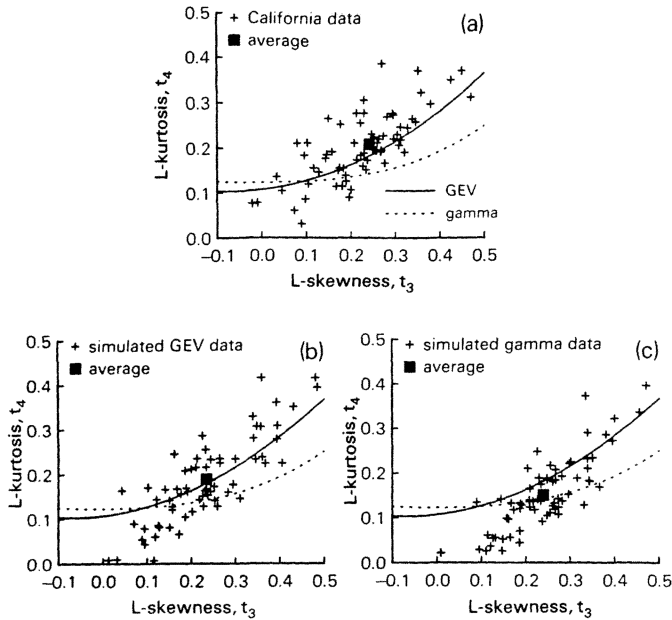 + California data
■ average
(a)
L-kurtosis, t4
0.5
0.4
0.3
0.2
0.1
0.0
GEV
gamma
−0.1 0.0 0.1 0.2 0.3 0.4 0.5
L-skewness, t3
+ simulated GEV data
■ average
(b)
L-kurtosis, t4
0.5
0.4
0.3
0.2
0.1
0.0
-0.1 0.0 0.1 0.2 0.3 0.4 0.5
L-skewness, t3
+ simulated gamma data
■ average
(c)
L-kurtosis, t4
0.5
0.4
0.3
0.2
0.1
0.0
-0.1 0.0 0.1 0.2 0.3 0.4 0.5
L-skewness, t3